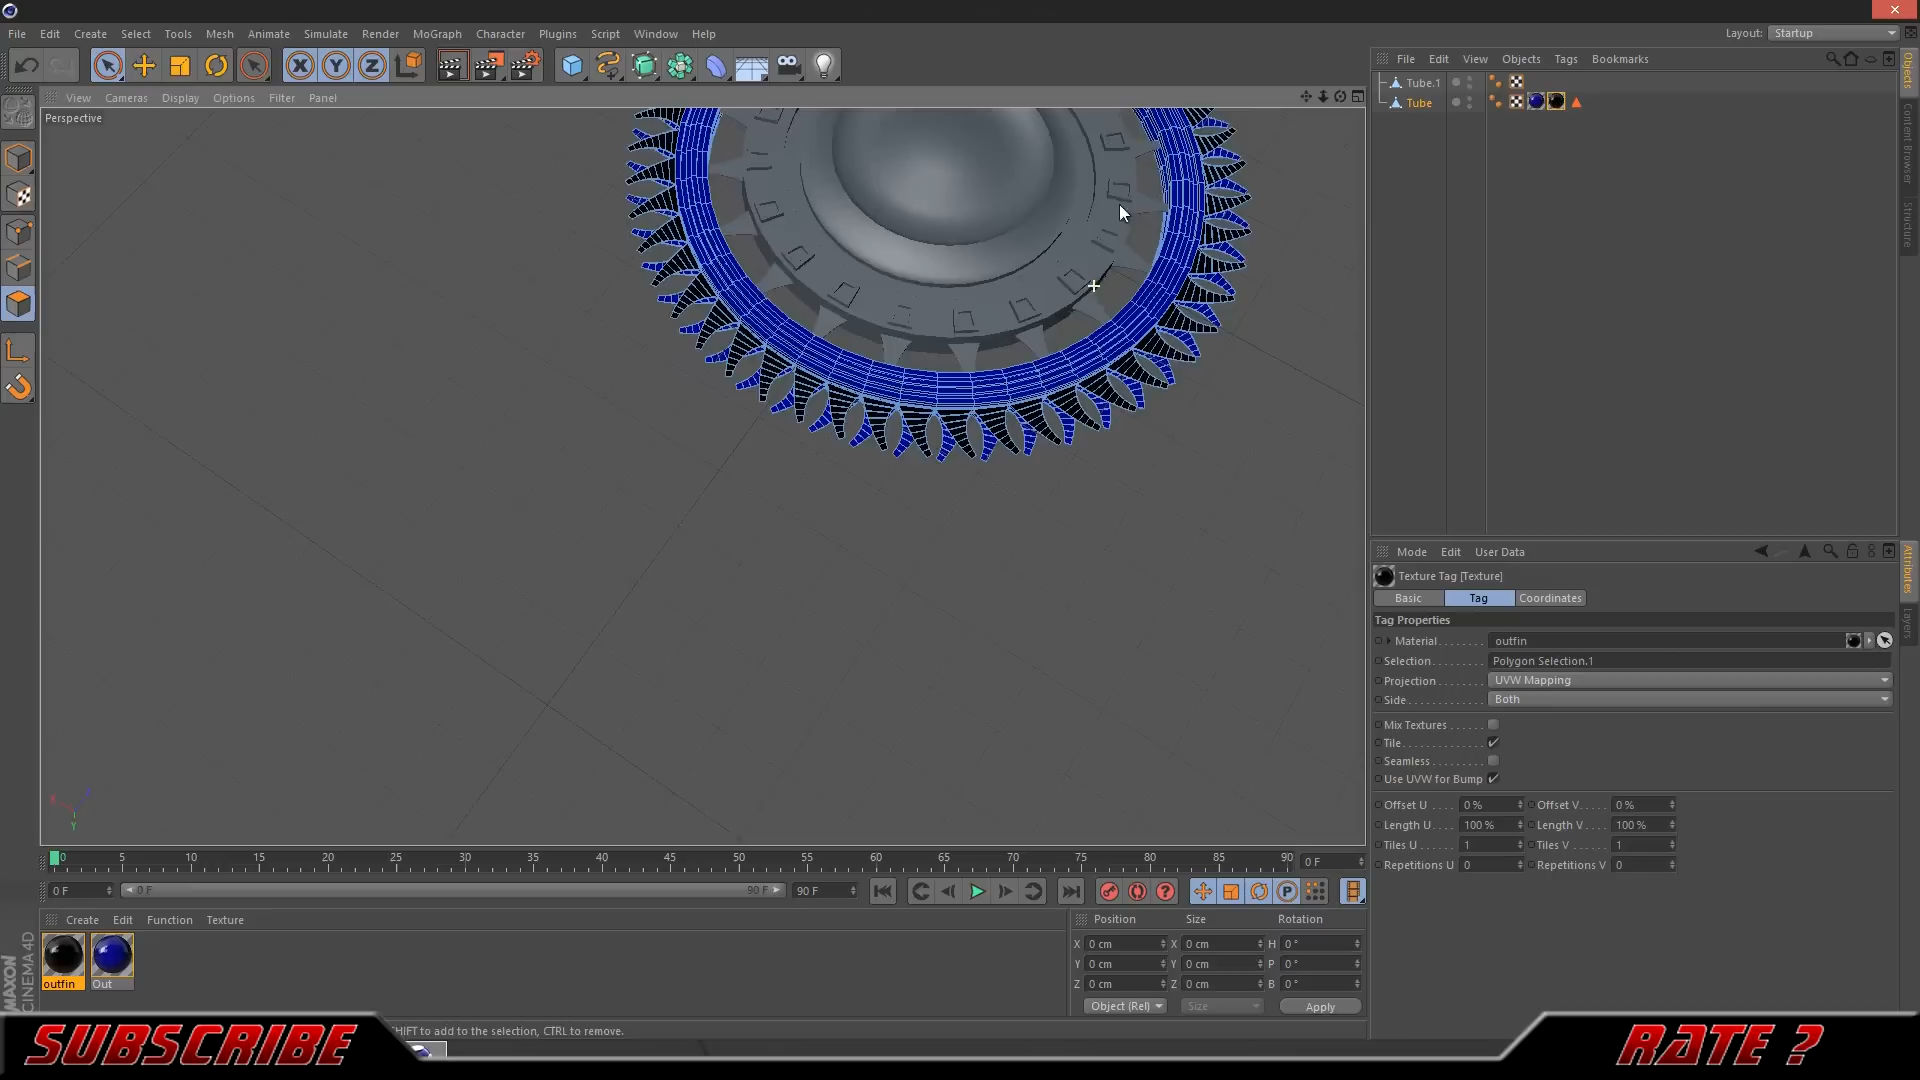 File Edit Create Select Tools Mesh Animate Simulate Render MoGraph Character Plugins Script Window Help
Layout: Startup
View Cameras Display Options Filter Panel
Perspective
File Edit View Objects Tags Bookmarks
Tube.1
Tube
Objects
Content Browser
Structure
Mode Edit User Data
Texture Tag [Texture]
Basic Tag Coordinates
Tag Properties
Material outfin
Selection Polygon Selection.1
Projection UVW Mapping
Side Both
Mix Textures
Tile
Seamless
Use UVW for Bump
Offset U 0 % Offset V 0 %
Length U 100 % Length V 100 %
Tiles U 1 Tiles V 1
Repetitions U 0 Repetitions V 0
Attributes
Layers
Y
0 5 10 15 20 25 30 35 40 45 50 55 60 65 70 75 80 85 90 0 F
0 F 0 F 90 F 90 F
Create Edit Function Texture
outfin Out
Position Size Rotation
X 0 cm X 0 cm H 0 °
Y 0 cm Y 0 cm P 0 °
Z 0 cm Z 0 cm B 0 °
Object (Rel) Size Apply
MAXON
CINEMA 4D
HIFT to add to the selection, CTRL to remove.
SUBSCRIBE
RATE ?